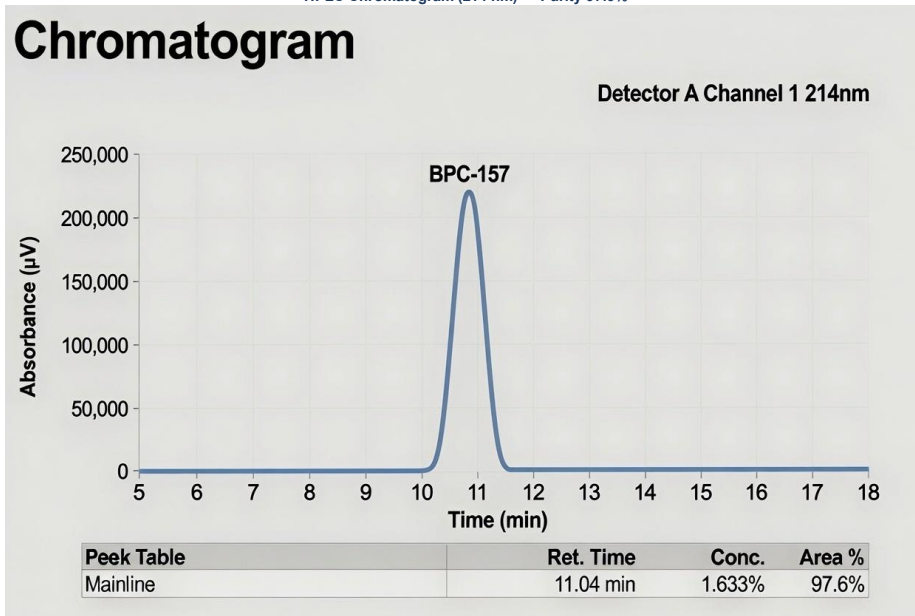 Chromatogram
Detector A Channel 1 214nm
BPC-157
250,000
200,000
150,000
100,000
50,000
0
Absorbance (µV)
5 6 7 8 9 10 11 12 13 14 15 16 17 18
Time (min)
Peek Table Ret. Time Conc. Area %
Mainline 11.04 min 1.633% 97.6%